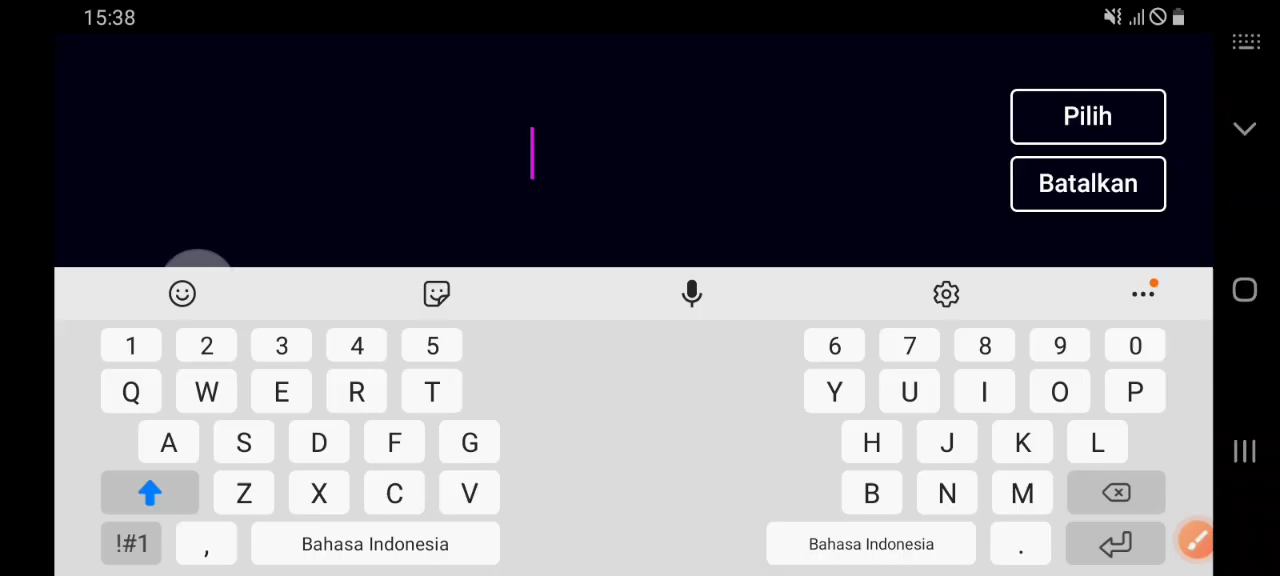 15:38
Pilih
Batalkan
1 2 3 4 5 6 7 8 9 0
Q W E R T Y U I O P
A S D F G H J K L
Z X C V B N M
!#1 , Bahasa Indonesia Bahasa Indonesia .